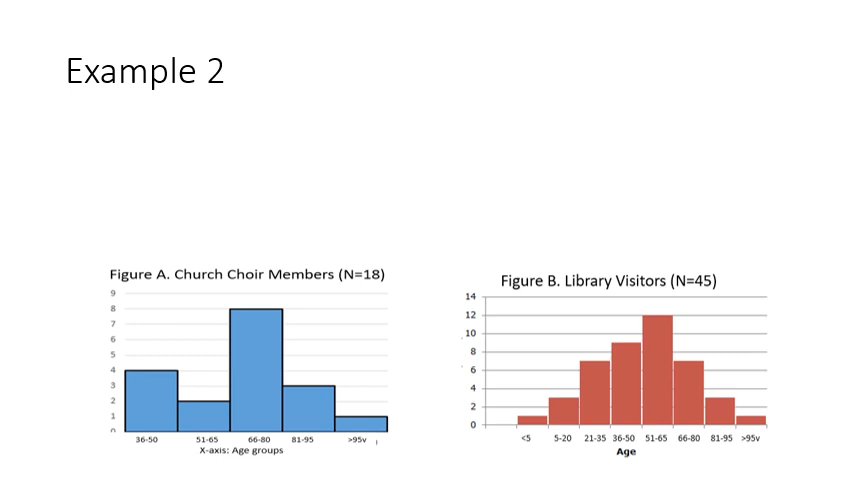 Example 2
Figure A. Church Choir Members (N=18)
9
8
7
6
5
4
3
2
1
0
36-50 51-65 66-80 81-95 >95v
X-axis: Age groups
Figure B. Library Visitors (N=45)
14
12
10
8
6
4
2
0
<5 5-20 21-35 36-50 51-65 66-80 81-95 >95v
Age